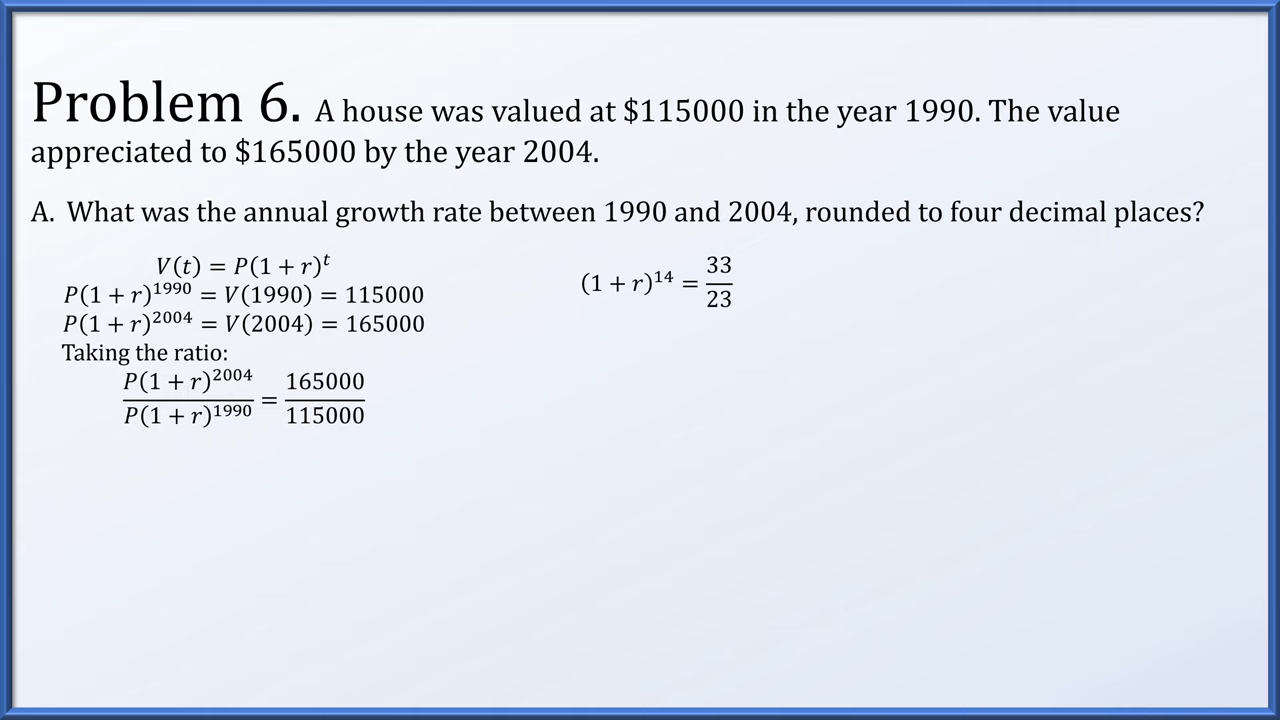 Problem 6. A house was valued at $115000 in the year 1990. The value
appreciated to $165000 by the year 2004.
A. What was the annual growth rate between 1990 and 2004, rounded to four decimal places?
V(t) = P(1 + r)^t
P(1 + r)^1990 = V(1990) = 115000
P(1 + r)^2004 = V(2004) = 165000
Taking the ratio:
P(1 + r)^2004 / P(1 + r)^1990 = 165000 / 115000
(1 + r)^14 = 33 / 23